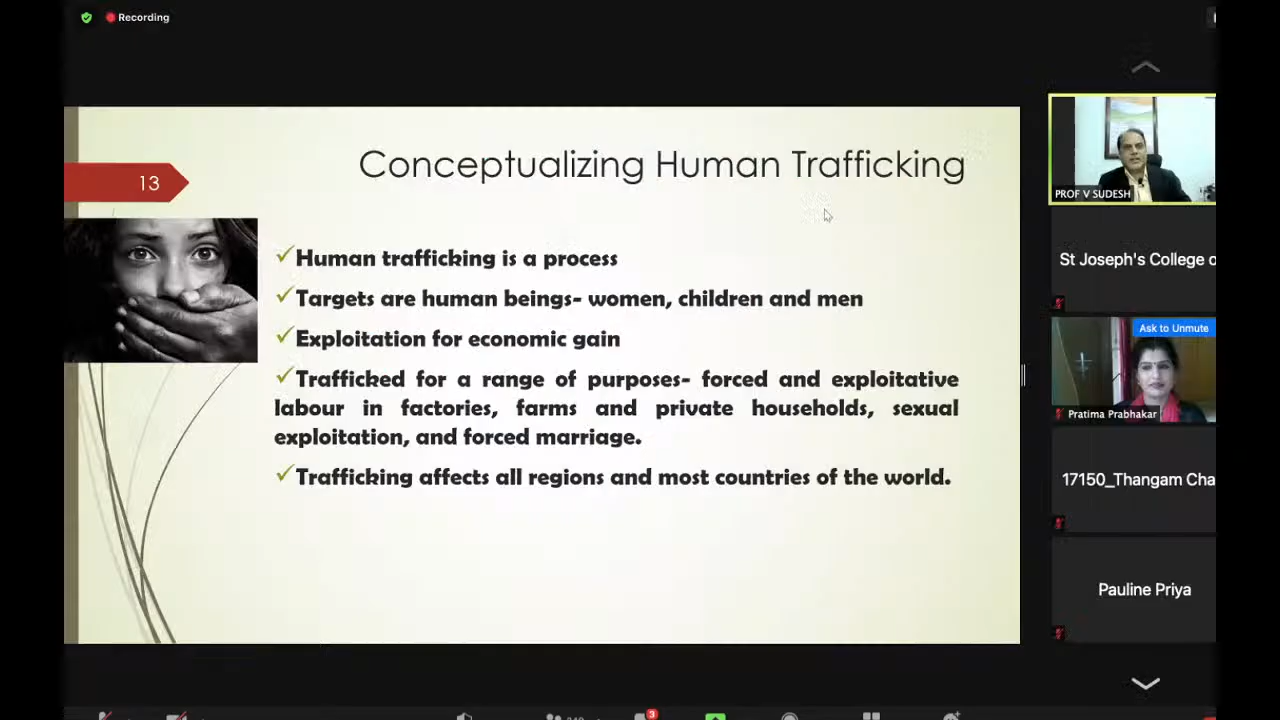 Recording
Conceptualizing Human Trafficking
13
Human trafficking is a process
Targets are human beings- women, children and men
Exploitation for economic gain
Trafficked for a range of purposes- forced and exploitative
labour in factories, farms and private households, sexual
exploitation, and forced marriage.
Trafficking affects all regions and most countries of the world.
PROF V SUDESH
St Joseph's College o
Ask to Unmute
Pratima Prabhakar
17150_Thangam Cha
Pauline Priya
3